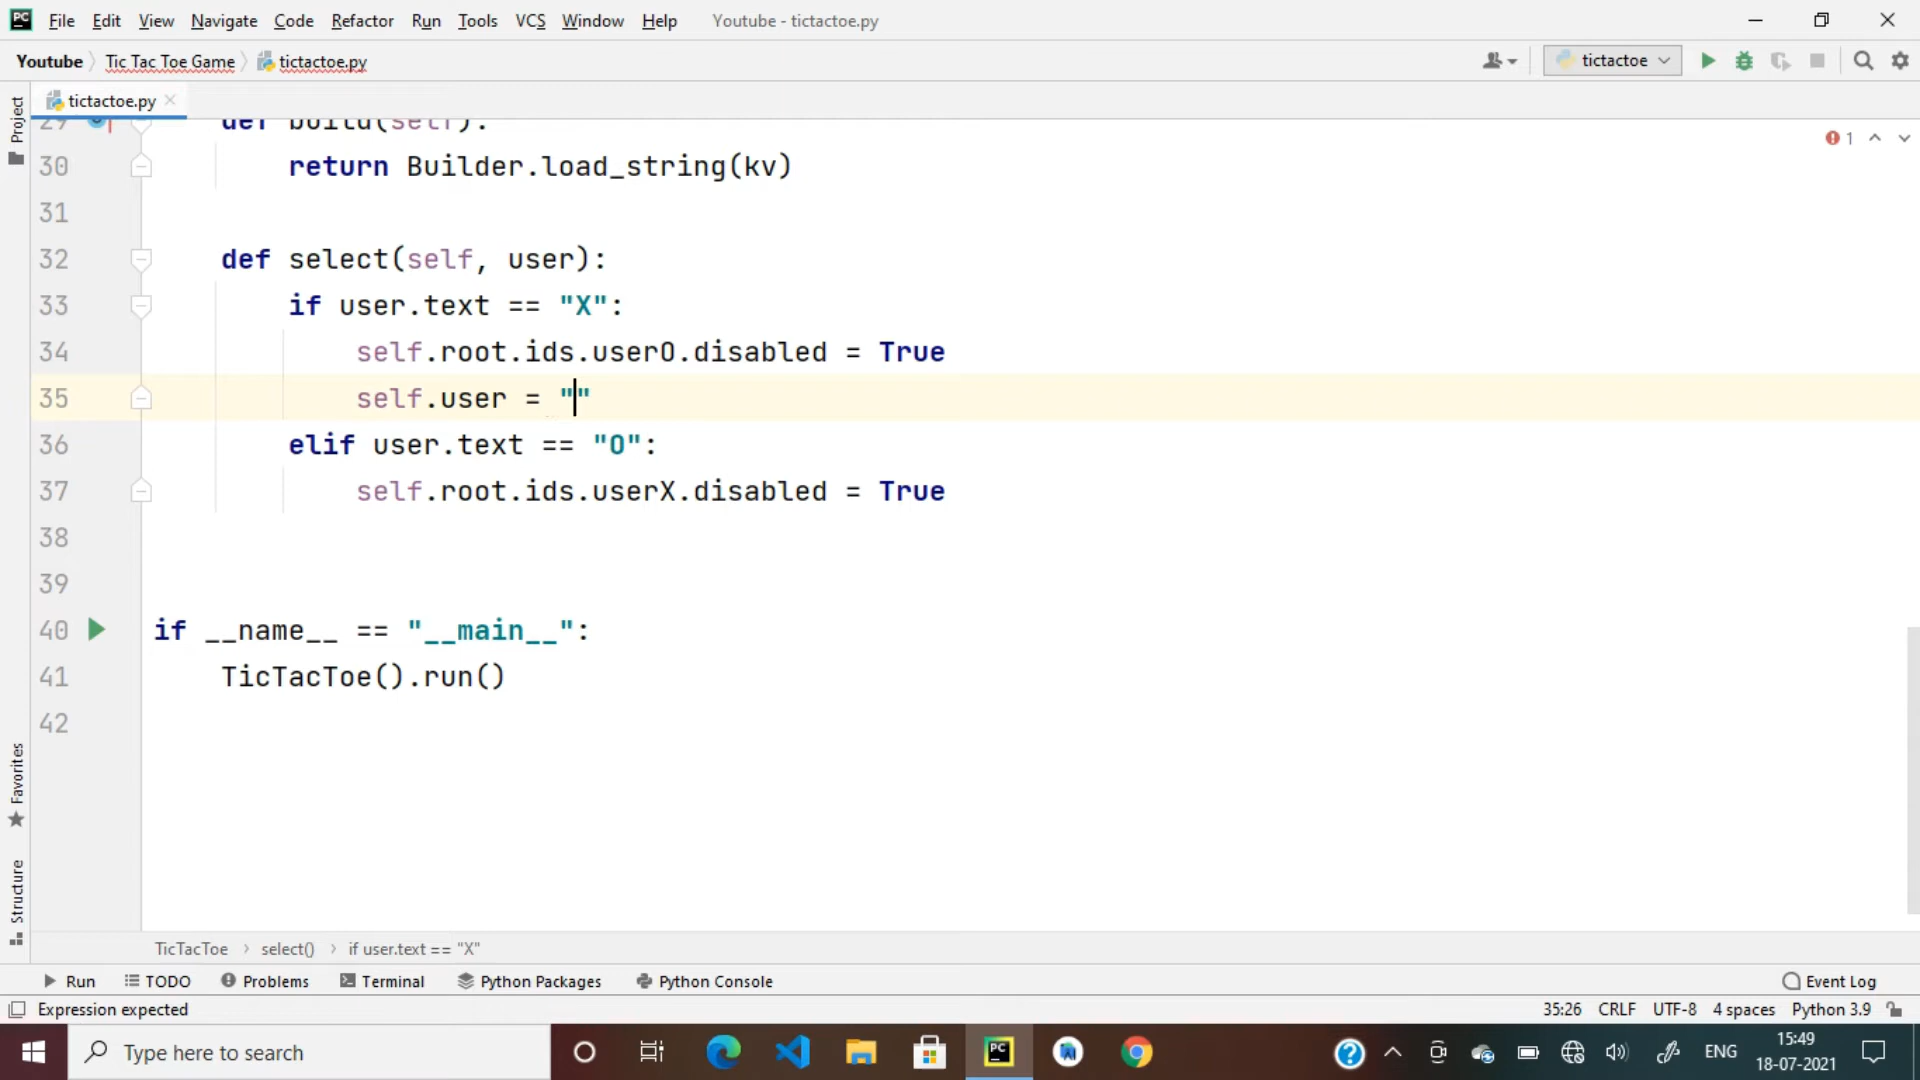 File Edit View Navigate Code Refactor Run Tools VCS Window Help Youtube - tictactoe.py
Youtube Tic Tac Toe Game tictactoe.py tictactoe
tictactoe.py
Project
29 def build(self):
1
30 return Builder.load_string(kv)
31
32 def select(self, user):
33 if user.text == "X":
34 self.root.ids.userO.disabled = True
35 self.user = ""
36 elif user.text == "O":
37 self.root.ids.userX.disabled = True
38
39
40 if __name__ == "__main__":
41 TicTacToe().run()
42
Favorites
Structure
TicTacToe select() if user.text == "X"
Run TODO Problems Terminal Python Packages Python Console Event Log
Expression expected 35:26 CRLF UTF-8 4 spaces Python 3.9
Type here to search ENG 15:49
18-07-2021